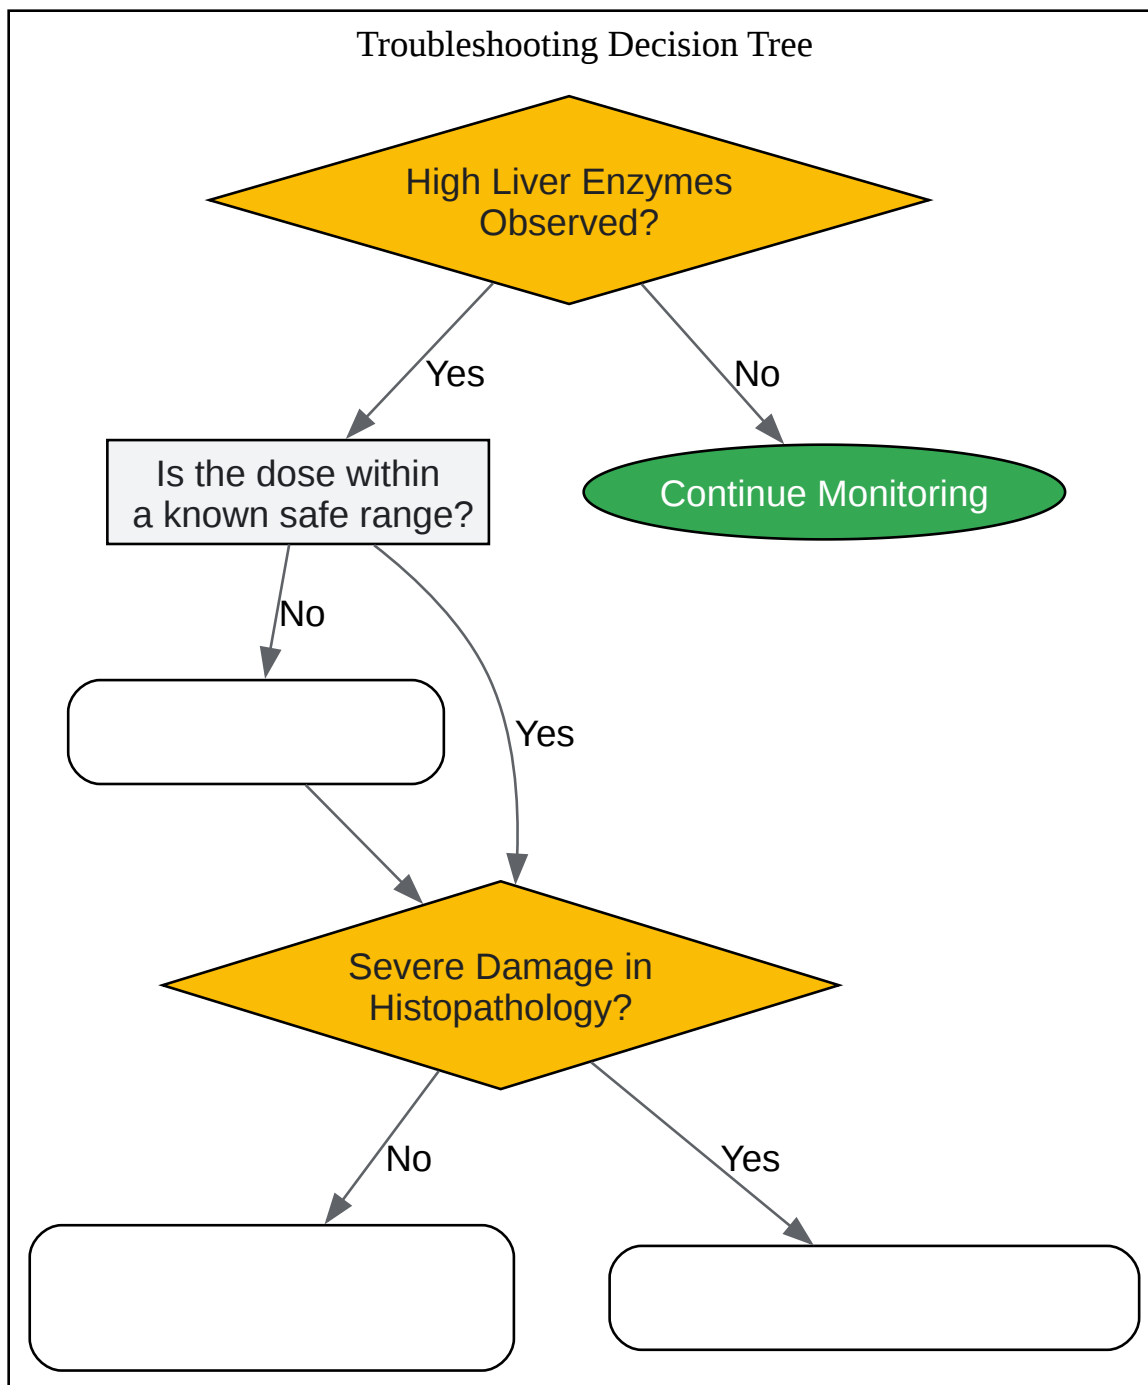 Troubleshooting Decision Tree
High Liver Enzymes
Observed?
Yes
No
Is the dose within
a known safe range?
Continue Monitoring
No
Yes
Severe Damage in
Histopathology?
No
Yes